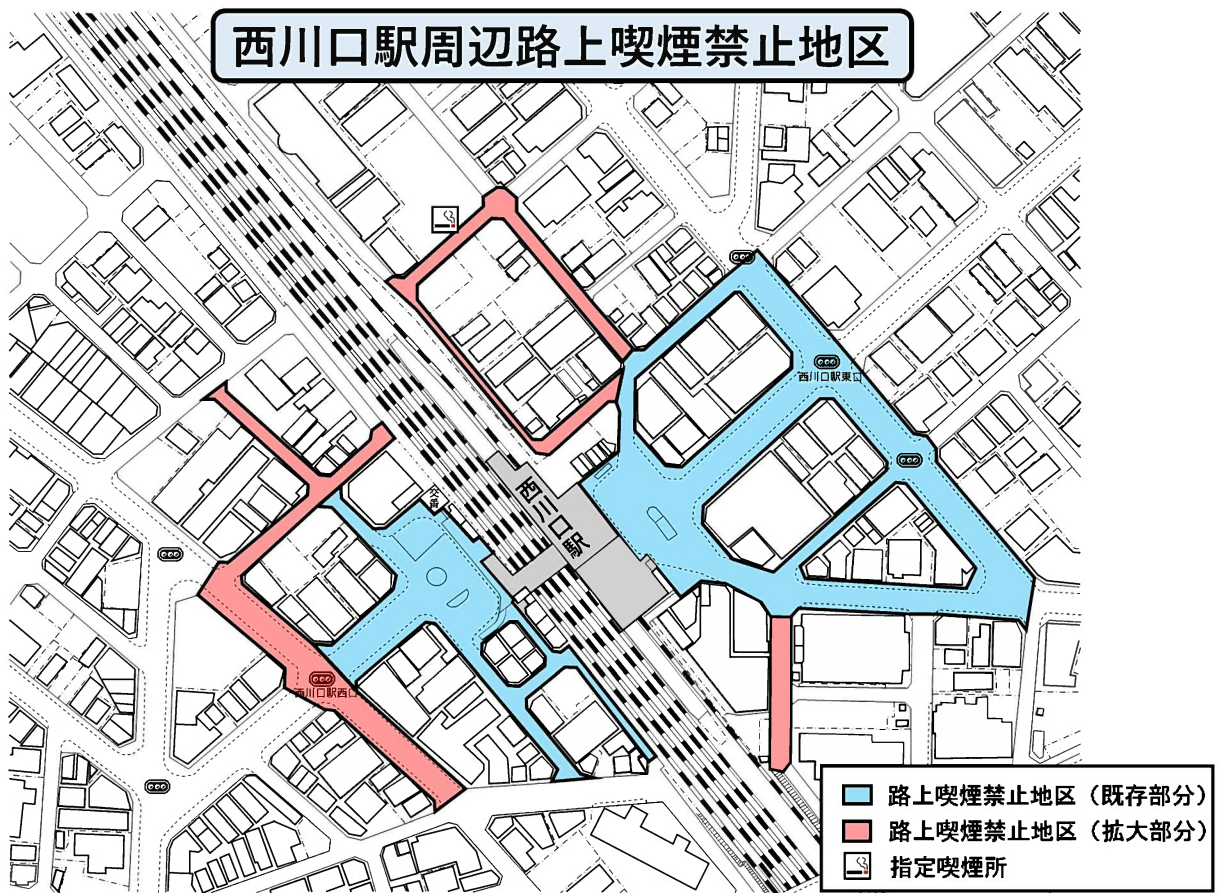 西川口駅周辺路上喫煙禁止地区
西川口駅東口
交番
西川口駅
西川口駅西口
路上喫煙禁止地区（既存部分）
路上喫煙禁止地区（拡大部分）
指定喫煙所